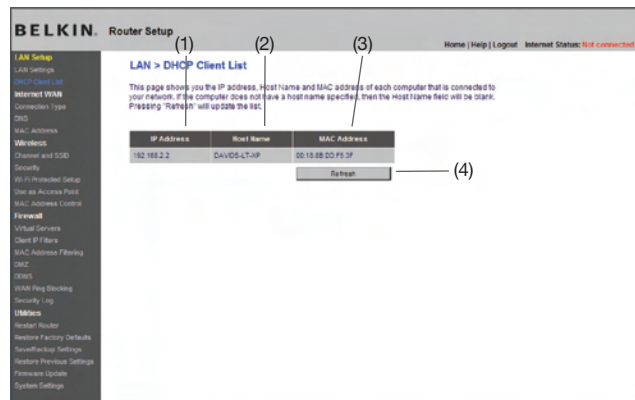 BELKIN. Router Setup
Home | Help | Logout Internet Status: Not connected
(1) (2) (3)
LAN Setup
LAN Settings
DHCP Client List
Internet WAN
Connection Type
DNS
MAC Address
Wireless
Channel and SSID
Security
Wi-Fi Protected Setup
Use as Access Point
MAC Address Control
Firewall
Virtual Servers
Client IP Filters
MAC Address Filtering
DMZ
DDNS
WAN Ping Blocking
Security Log
Utilities
Restart Router
Restore Factory Defaults
Save/Backup Settings
Restore Previous Settings
Firmware Update
System Settings
LAN > DHCP Client List
This page shows you the IP address, Host Name and MAC address of each computer that is connected to
your network. If the computer does not have a host name specified, then the Host Name field will be blank.
Pressing "Refresh" will update the list.
IP Address Host Name MAC Address
192.168.2.2 DAVIDS-LT-XP
Refresh
(4)